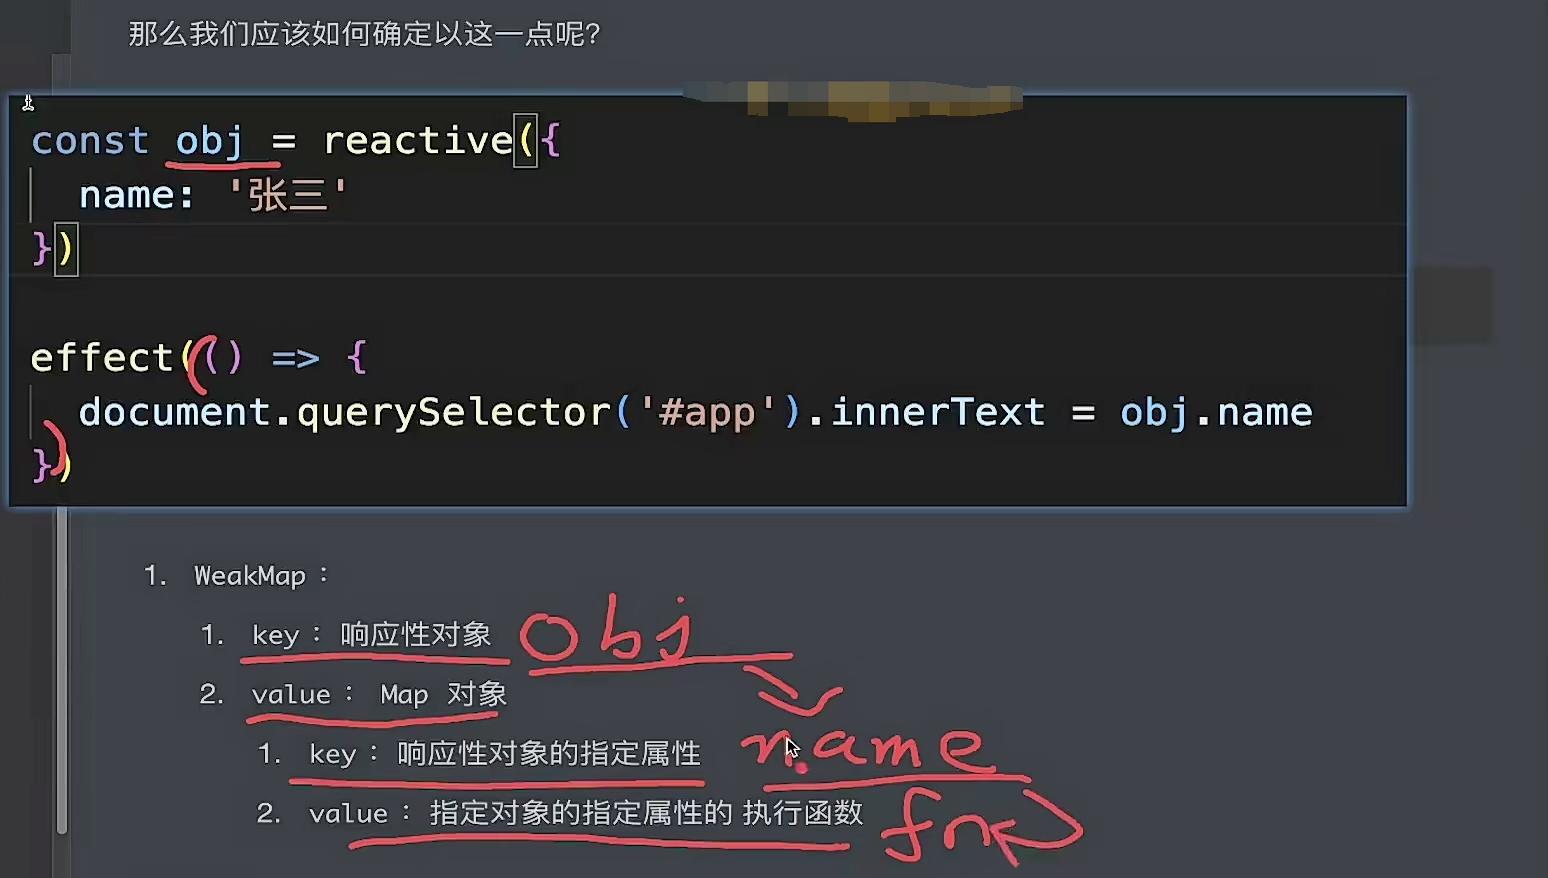 那么我们应该如何确定以这一点呢？
const obj = reactive({
name: '张三'
})
effect(() => {
document.querySelector('#app').innerText = obj.name
})
1. WeakMap：
1. key：响应性对象 obj
2. value： Map 对象
1. key：响应性对象的指定属性 name
2. value：指定对象的指定属性的 执行函数 fn